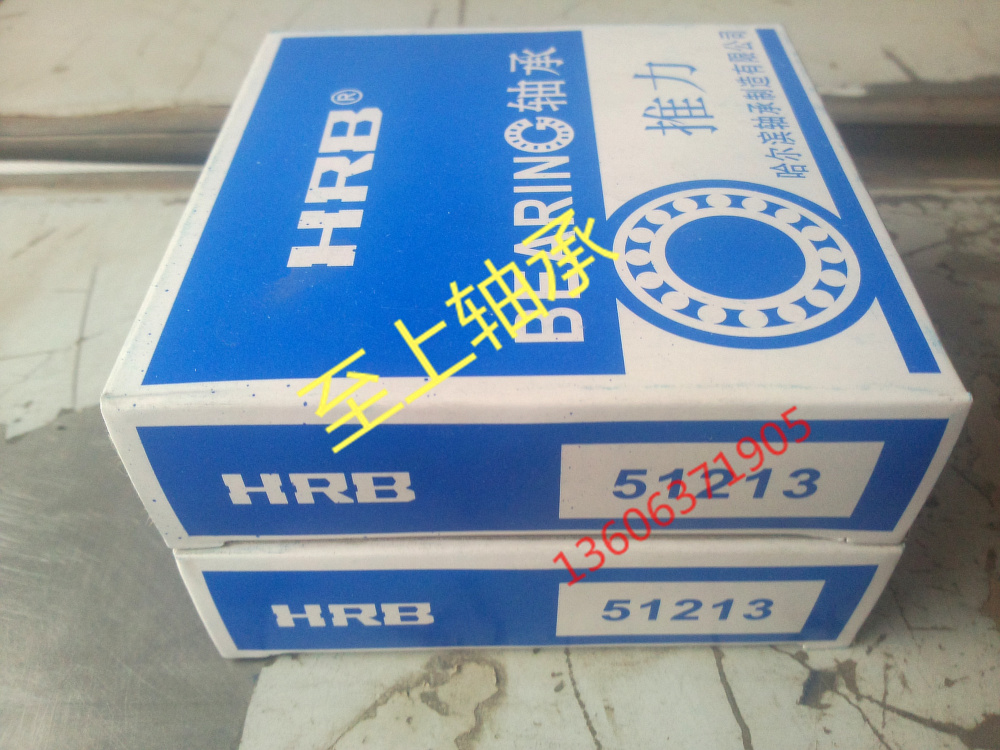 HRB®
BEARING轴承
推力
哈尔滨轴承制造有限公司
至上轴承
HRB
51213
13606371905
HRB
51213